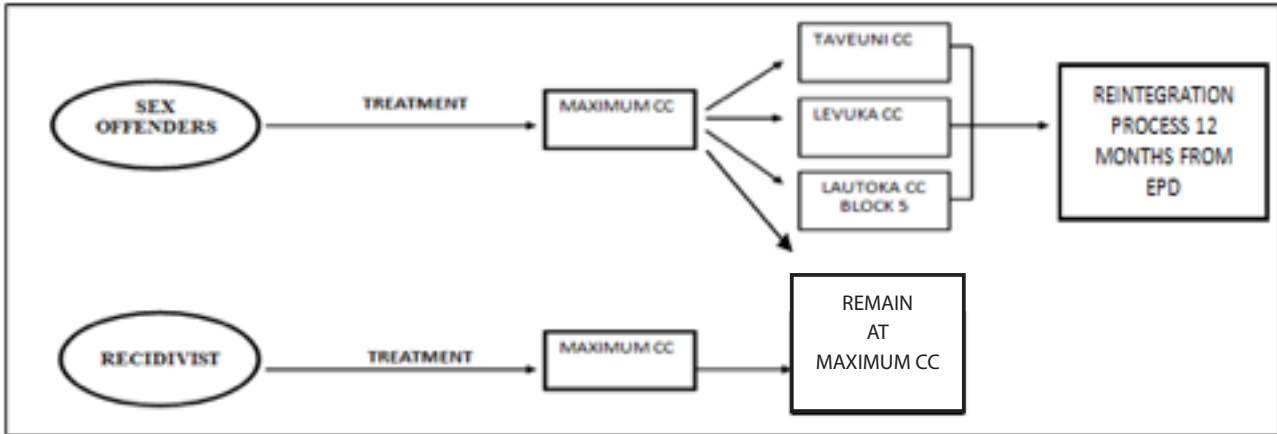 SEX
OFFENDERS
TREATMENT
MAXIMUM CC
TAVEUNI CC
LEVUKA CC
LAUTOKA CC
BLOCK 5
REINTEGRATION
PROCESS 12
MONTHS FROM
EPD
RECIDIVIST
TREATMENT
MAXIMUM CC
REMAIN
AT
MAXIMUM CC